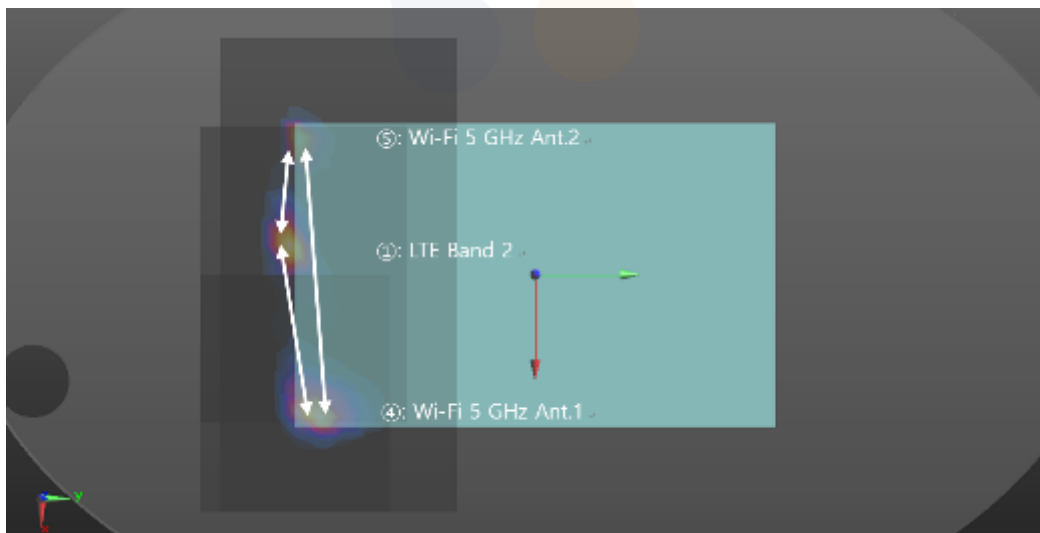 ⑤: Wi-Fi 5 GHz Ant.2
①: LTE Band 2
④: Wi-Fi 5 GHz Ant.1
y
x